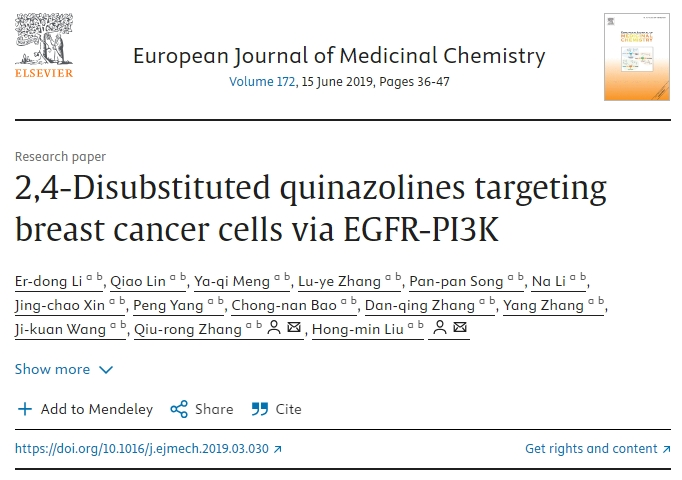 European Journal of Medicinal Chemistry
Volume 172, 15 June 2019, Pages 36-47
ELSEVIER
Research paper
2,4-Disubstituted quinazolines targeting
breast cancer cells via EGFR-PI3K
Er-dong Li a b, Qiao Lin a b, Ya-qi Meng a b, Lu-ye Zhang a b, Pan-pan Song a b, Na Li a b,
Jing-chao Xin a b, Peng Yang a b, Chong-nan Bao a b, Dan-qing Zhang a b, Yang Zhang a b,
Ji-kuan Wang a b, Qiu-rong Zhang a b, Hong-min Liu a b
Show more
Add to Mendeley Share Cite
https://doi.org/10.1016/j.ejmech.2019.03.030 Get rights and content